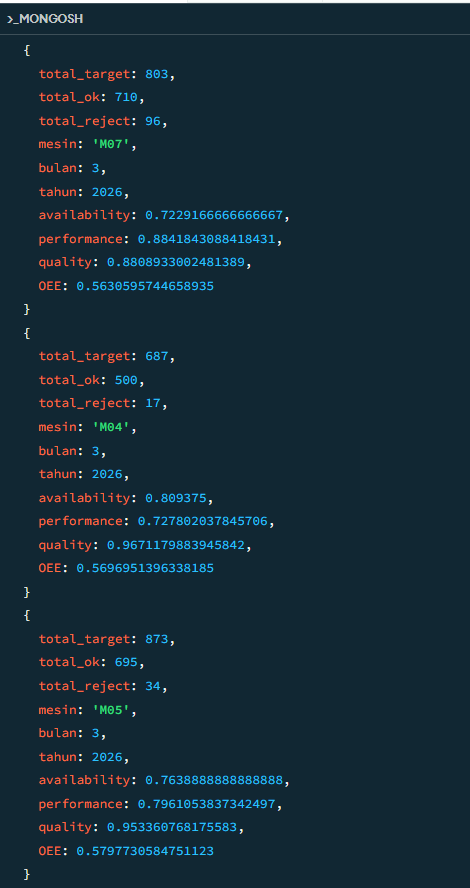 >_MONGOSH
{
total_target: 803,
total_ok: 710,
total_reject: 96,
mesin: 'M07',
bulan: 3,
tahun: 2026,
availability: 0.7229166666666667,
performance: 0.8841843088418431,
quality: 0.8808933002481389,
OEE: 0.5630595744658935
}
{
total_target: 687,
total_ok: 500,
total_reject: 17,
mesin: 'M04',
bulan: 3,
tahun: 2026,
availability: 0.809375,
performance: 0.727802037845706,
quality: 0.9671179883945842,
OEE: 0.5696951396338185
}
{
total_target: 873,
total_ok: 695,
total_reject: 34,
mesin: 'M05',
bulan: 3,
tahun: 2026,
availability: 0.7638888888888888,
performance: 0.7961053837342497,
quality: 0.953360768175583,
OEE: 0.5797730584751123
}